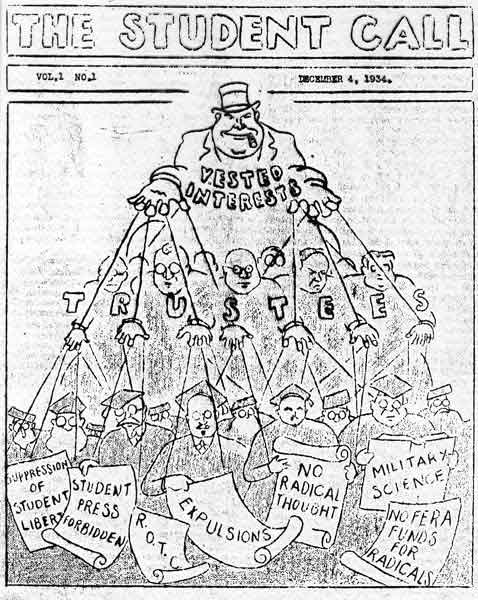 THE STUDENT CALL
VOL.1 NO.1
DECEMBER 4, 1934.
VESTED
INTERESTS
TRUSTEES
SUPPRESSION
OF
STUDENT
LIBERT
STUDENT
PRESS
FORBIDDEN
R.O.T.C.
EXPULSIONS
NO
RADICAL
THOUGHT
MILITARY
SCIENCE
NO FERA
FUNDS
FOR
RADICALS